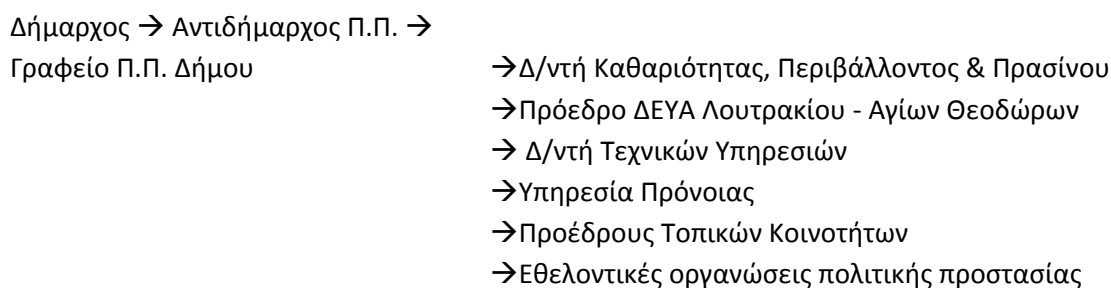 Δήμαρχος → Αντιδήμαρχος Π.Π. →
Γραφείο Π.Π. Δήμου →Δ/ντή Καθαριότητας, Περιβάλλοντος & Πρασίνου
→Πρόεδρο ΔΕΥΑ Λουτρακίου - Αγίων Θεοδώρων
→ Δ/ντή Τεχνικών Υπηρεσιών
→Υπηρεσία Πρόνοιας
→Προέδρους Τοπικών Κοινοτήτων
→Εθελοντικές οργανώσεις πολιτικής προστασίας